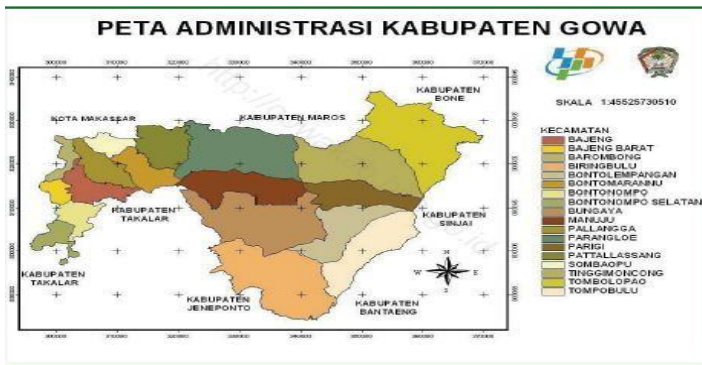 PETA ADMINISTRASI KABUPATEN GOWA
SKALA 1:45525730510
KABUPATEN
BONE
KOTA MAKASSAR
KABUPATEN MAROS
KABUPATEN
TAKALAR
KABUPATEN
SINJAI
KABUPATEN
TAKALAR
KABUPATEN
JENEPONTO
KABUPATEN
BANTAENG
N
W
E
S
KECAMATAN
BAJENG
BAJENG BARAT
BAROMBONG
BIRINGBULU
BONTOLEMPANGAN
BONTOMARANNU
BONTONOMPO
BONTONOMPO SELATAN
BUNGAYA
MANUJU
PALLANGGA
PARANGLOE
PARIGI
PATTALLASSANG
SOMBAOPU
TINGGIMONCONG
TOMBOLOPAO
TOMPOBULU